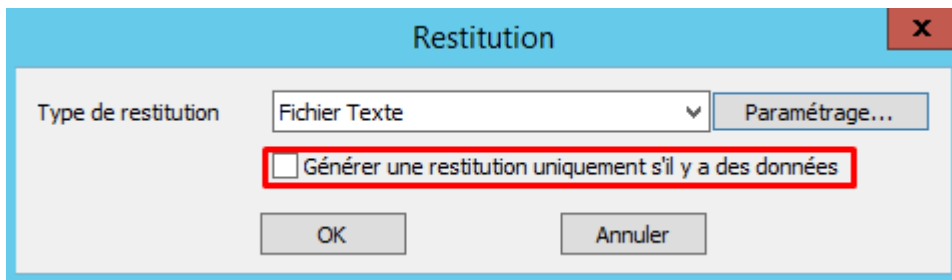 Restitution
x
Type de restitution Fichier Texte Paramétrage...
Générer une restitution uniquement s'il y a des données
OK Annuler